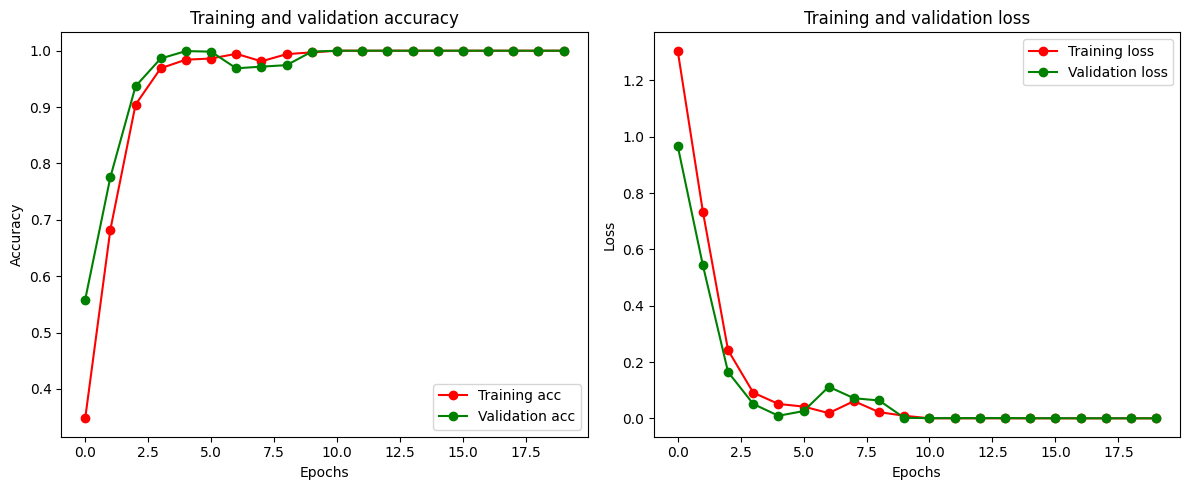 Training and validation accuracy
1.0
0.9
0.8
0.7
0.6
0.5
0.4
Accuracy
Training acc
Validation acc
0.0 2.5 5.0 7.5 10.0 12.5 15.0 17.5
Epochs
Training and validation loss
Training loss
Validation loss
1.2
1.0
0.8
0.6
0.4
0.2
0.0
Loss
0.0 2.5 5.0 7.5 10.0 12.5 15.0 17.5
Epochs